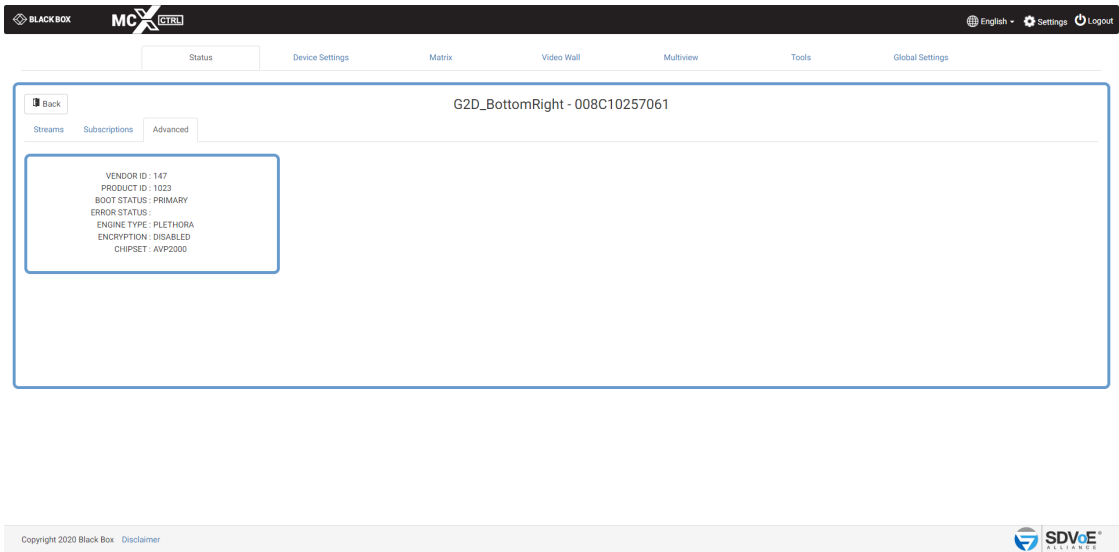 BLACK BOX MCX CTRL English Settings Logout
Status Device Settings Matrix Video Wall Multiview Tools Global Settings
Back G2D_BottomRight - 008C10257061
Streams Subscriptions Advanced
VENDOR ID : 147
PRODUCT ID : 1023
BOOT STATUS : PRIMARY
ERROR STATUS :
ENGINE TYPE : PLETHORA
ENCRYPTION : DISABLED
CHIPSET : AVP2000
Copyright 2020 Black Box Disclaimer
SDVoE
ALLIANCE